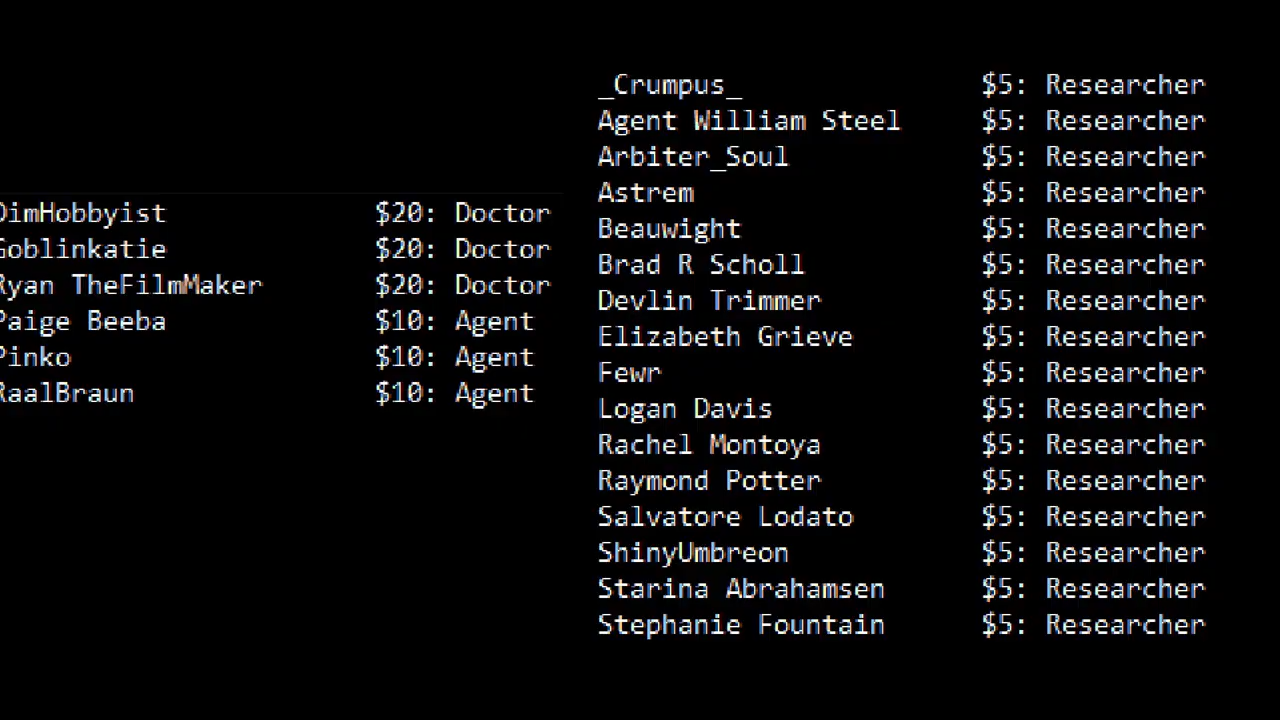 DimHobbyist $20: Doctor
Goblinkatie $20: Doctor
Ryan TheFilmMaker $20: Doctor
Paige Beeba $10: Agent
Pinko $10: Agent
RaalBraun $10: Agent
_Crumpus_ $5: Researcher
Agent William Steel $5: Researcher
Arbiter_Soul $5: Researcher
Astrem $5: Researcher
Beauwight $5: Researcher
Brad R Scholl $5: Researcher
Devlin Trimmer $5: Researcher
Elizabeth Grieve $5: Researcher
Fewr $5: Researcher
Logan Davis $5: Researcher
Rachel Montoya $5: Researcher
Raymond Potter $5: Researcher
Salvatore Lodato $5: Researcher
ShinyUmbreon $5: Researcher
Starina Abrahamsen $5: Researcher
Stephanie Fountain $5: Researcher